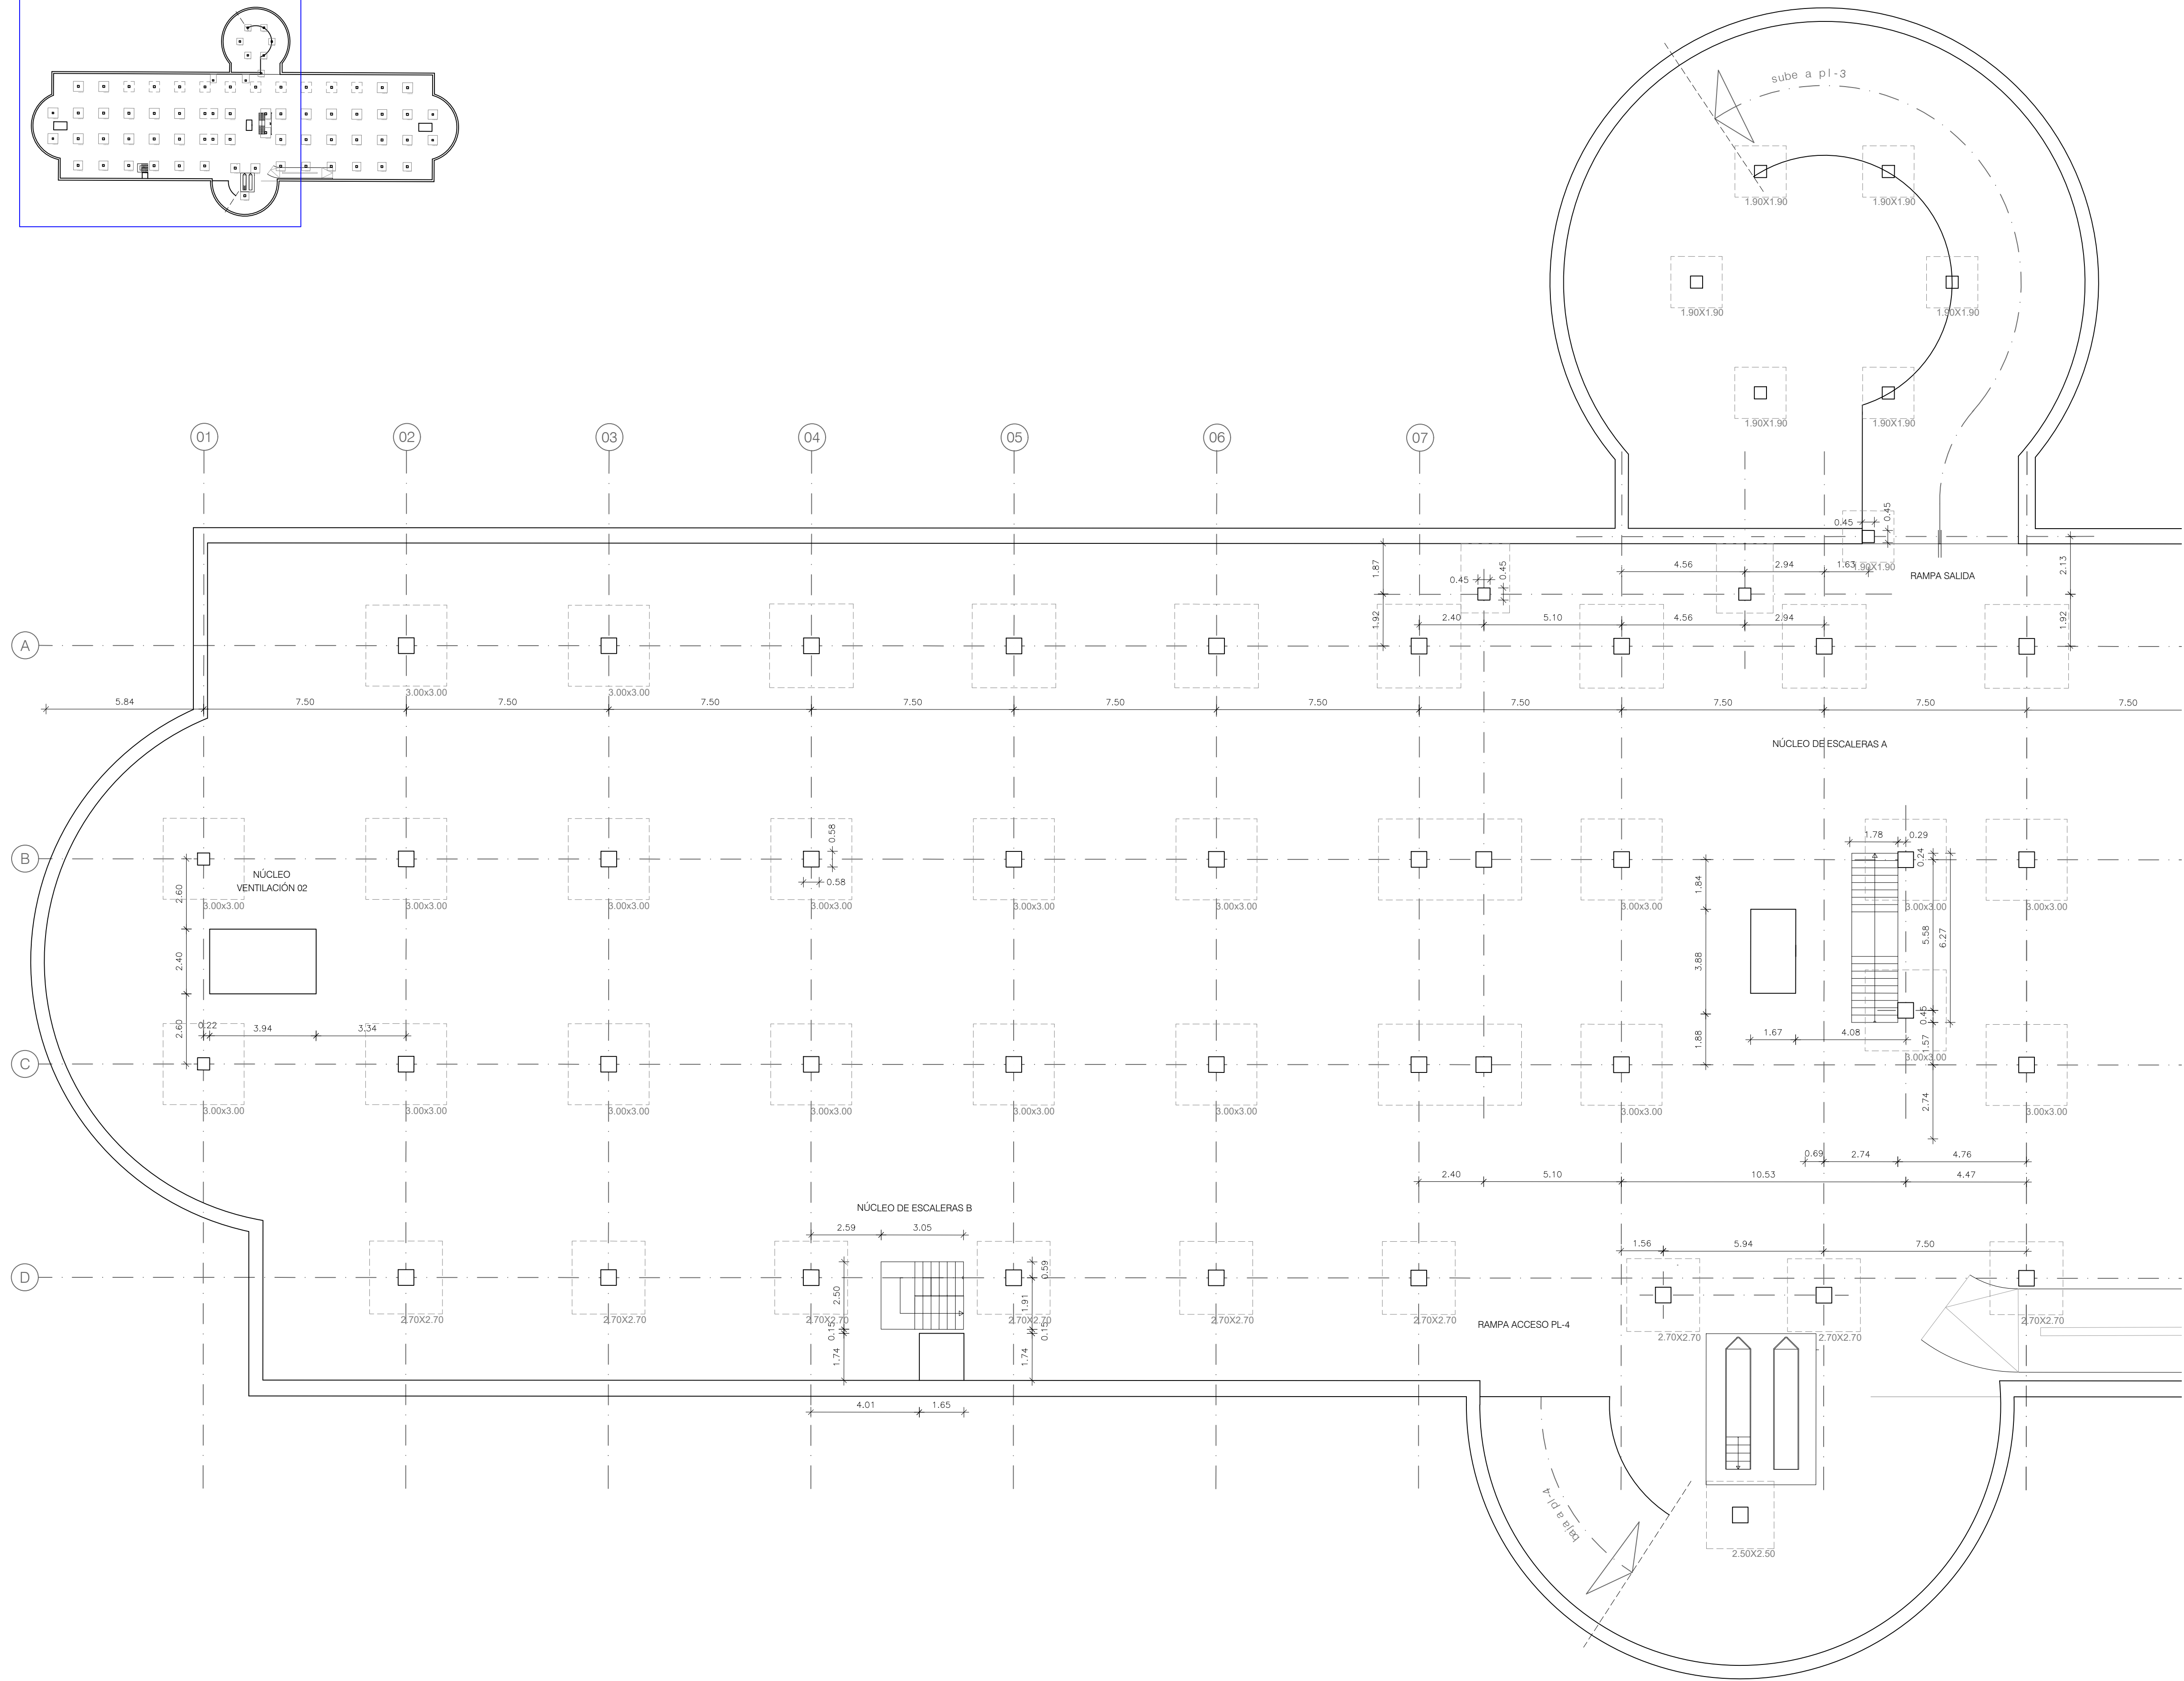 sube a pl-3
1.90X1.90
1.90X1.90
1.90X1.90
1.90X1.90
1.90X1.90
1.90X1.90
01
02
03
04
05
06
07
0.45
0.45
1.87
0.45
0.45
4.56
2.94
1.63
1.90X1.90
2.13
RAMPA SALIDA
1.92
2.40
5.10
4.56
2.94
1.92
A
3.00x3.00
3.00x3.00
5.84
7.50
7.50
7.50
7.50
7.50
7.50
7.50
7.50
7.50
7.50
NÚCLEO DE ESCALERAS A
0.58
1.78
0.29
0.24
B
NÚCLEO
VENTILACIÓN 02
0.58
2.60
1.84
3.00x3.00
3.00x3.00
3.00x3.00
3.00x3.00
3.00x3.00
3.00x3.00
3.00x3.00
3.00x3.00
3.00x3.00
5.58
6.27
2.40
3.88
0.45
2.60
0.22
3.94
3.34
1.88
1.67
4.08
1.57
3.00x3.00
C
3.00x3.00
3.00x3.00
3.00x3.00
3.00x3.00
3.00x3.00
3.00x3.00
3.00x3.00
3.00x3.00
2.74
0.69
2.74
4.76
2.40
5.10
10.53
4.47
NÚCLEO DE ESCALERAS B
2.59
3.05
1.56
5.94
7.50
D
0.59
2.50
1.91
2.70X2.70
2.70X2.70
2.70X2.70
2.70X2.70
2.70X2.70
2.70X2.70
2.70X2.70
RAMPA ACCESO PL-4
0.15
0.15
2.70X2.70
2.70X2.70
1.74
1.74
4.01
1.65
baja a pl-4
2.50X2.50